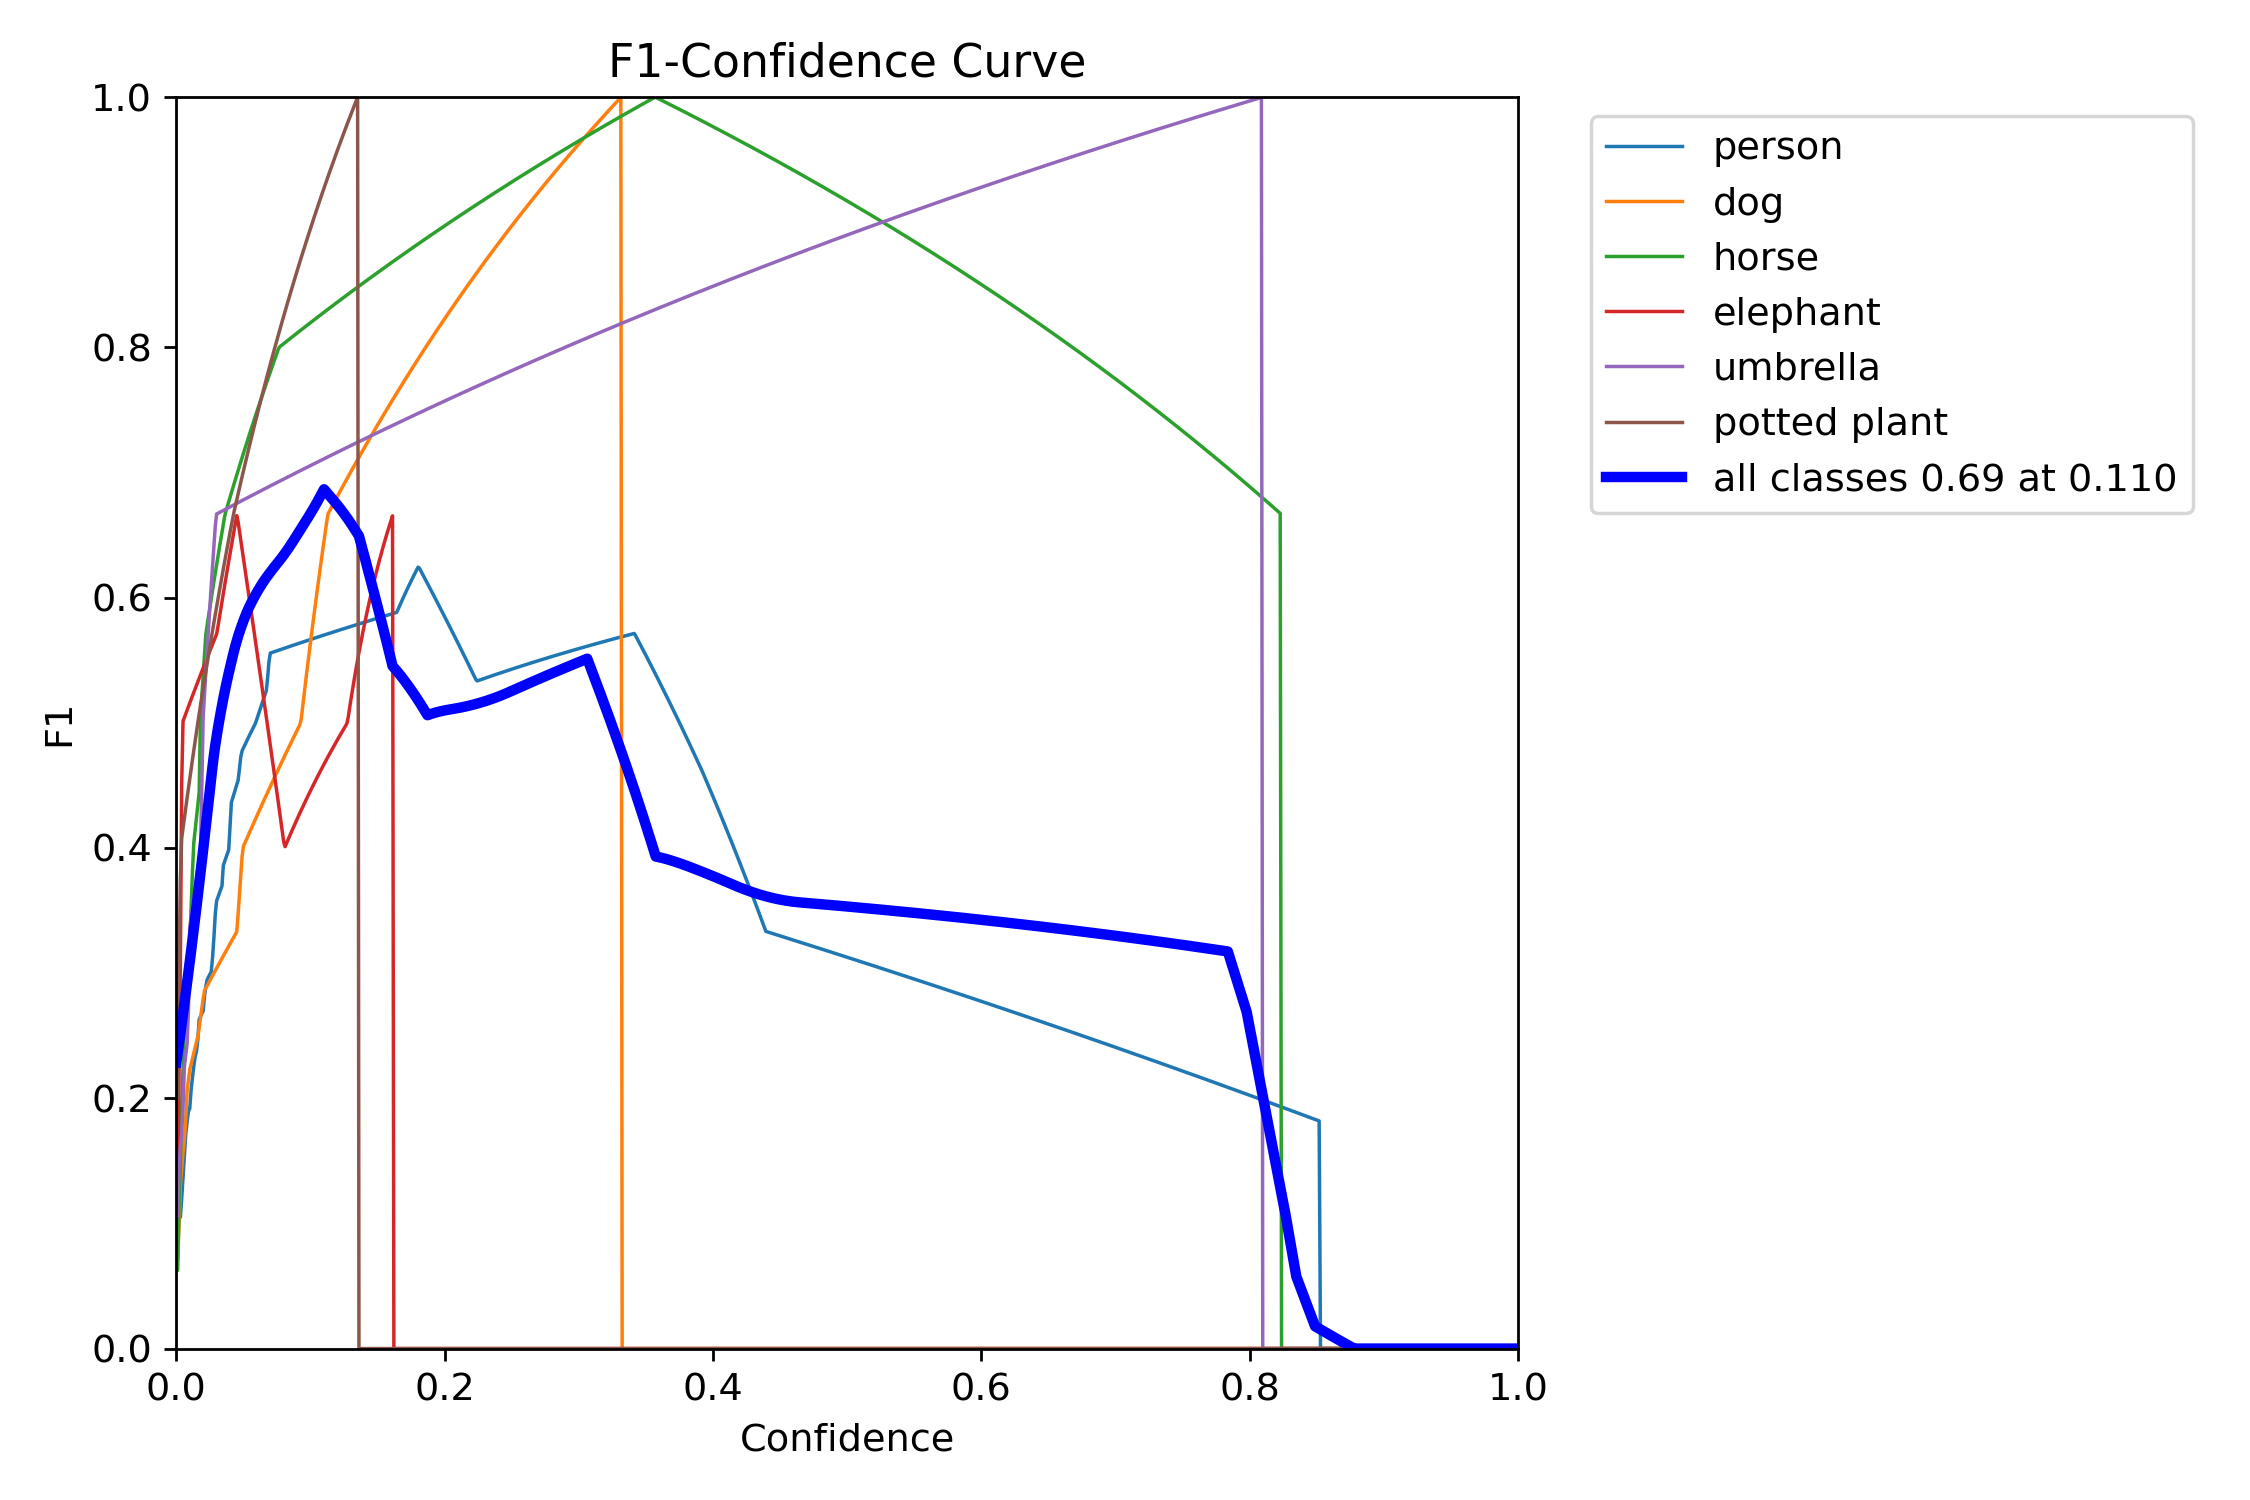 F1-Confidence Curve
1.0
0.8
0.6
0.4
0.2
0.0
F1
0.0 0.2 0.4 0.6 0.8 1.0
Confidence
person
dog
horse
elephant
umbrella
potted plant
all classes 0.69 at 0.110